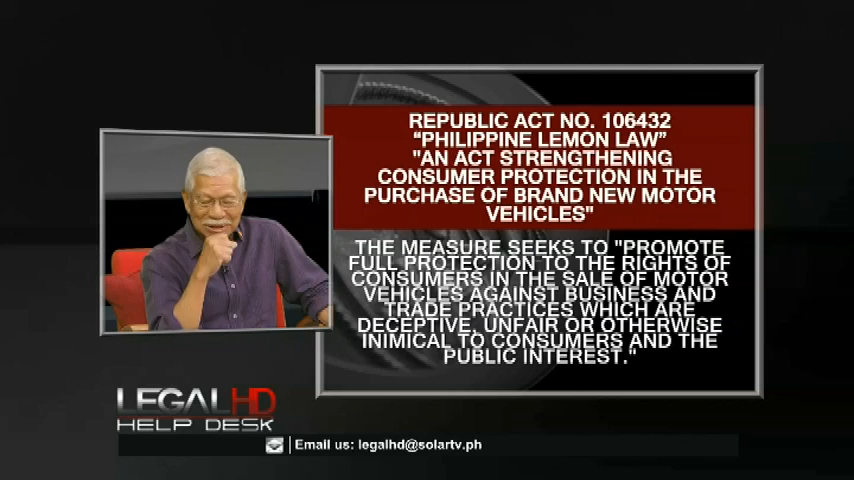 REPUBLIC ACT NO. 106432
“PHILIPPINE LEMON LAW”
"AN ACT STRENGTHENING
CONSUMER PROTECTION IN THE
PURCHASE OF BRAND NEW MOTOR
VEHICLES"
THE MEASURE SEEKS TO "PROMOTE
FULL PROTECTION TO THE RIGHTS OF
CONSUMERS IN THE SALE OF MOTOR
VEHICLES AGAINST BUSINESS AND
TRADE PRACTICES WHICH ARE
DECEPTIVE, UNFAIR OR OTHERWISE
INIMICAL TO CONSUMERS AND THE
PUBLIC INTEREST."
LEGALHD
HELP DESK
Email us: legalhd@solartv.ph